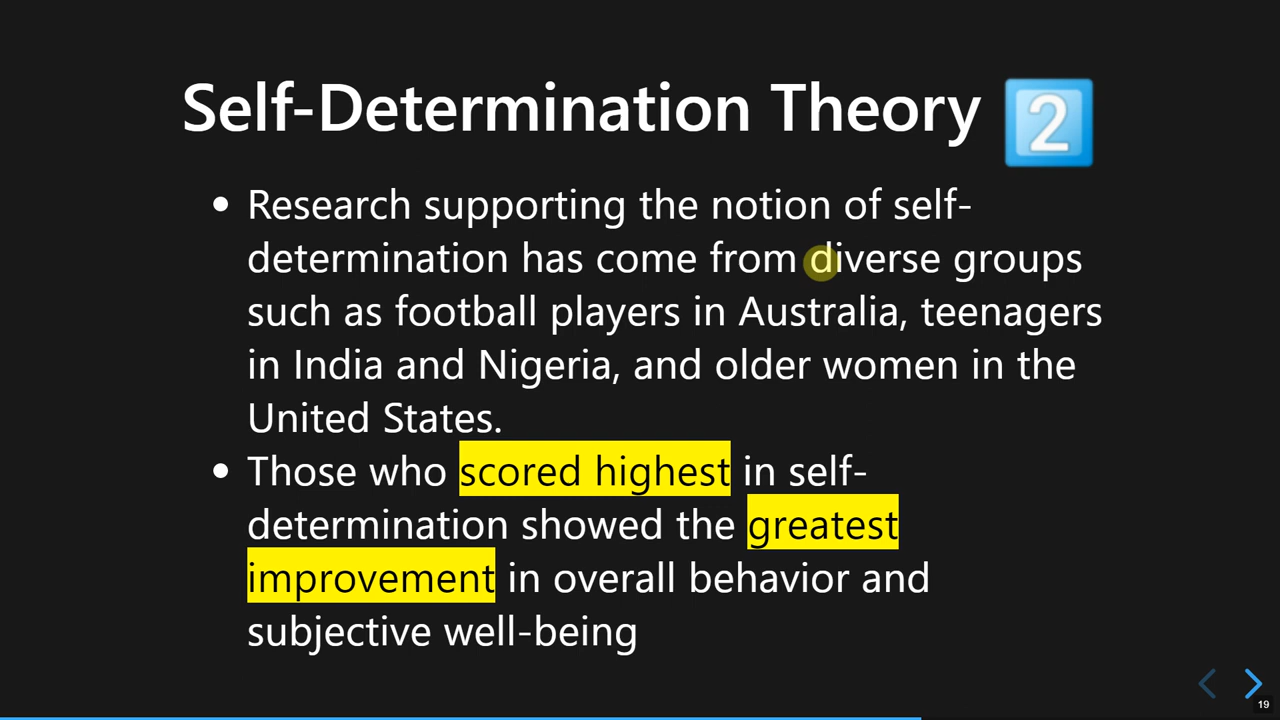 Self-Determination Theory 2️⃣
• Research supporting the notion of self-
determination has come from diverse groups
such as football players in Australia, teenagers
in India and Nigeria, and older women in the
United States.
• Those who scored highest in self-
determination showed the greatest
improvement in overall behavior and
subjective well-being
19